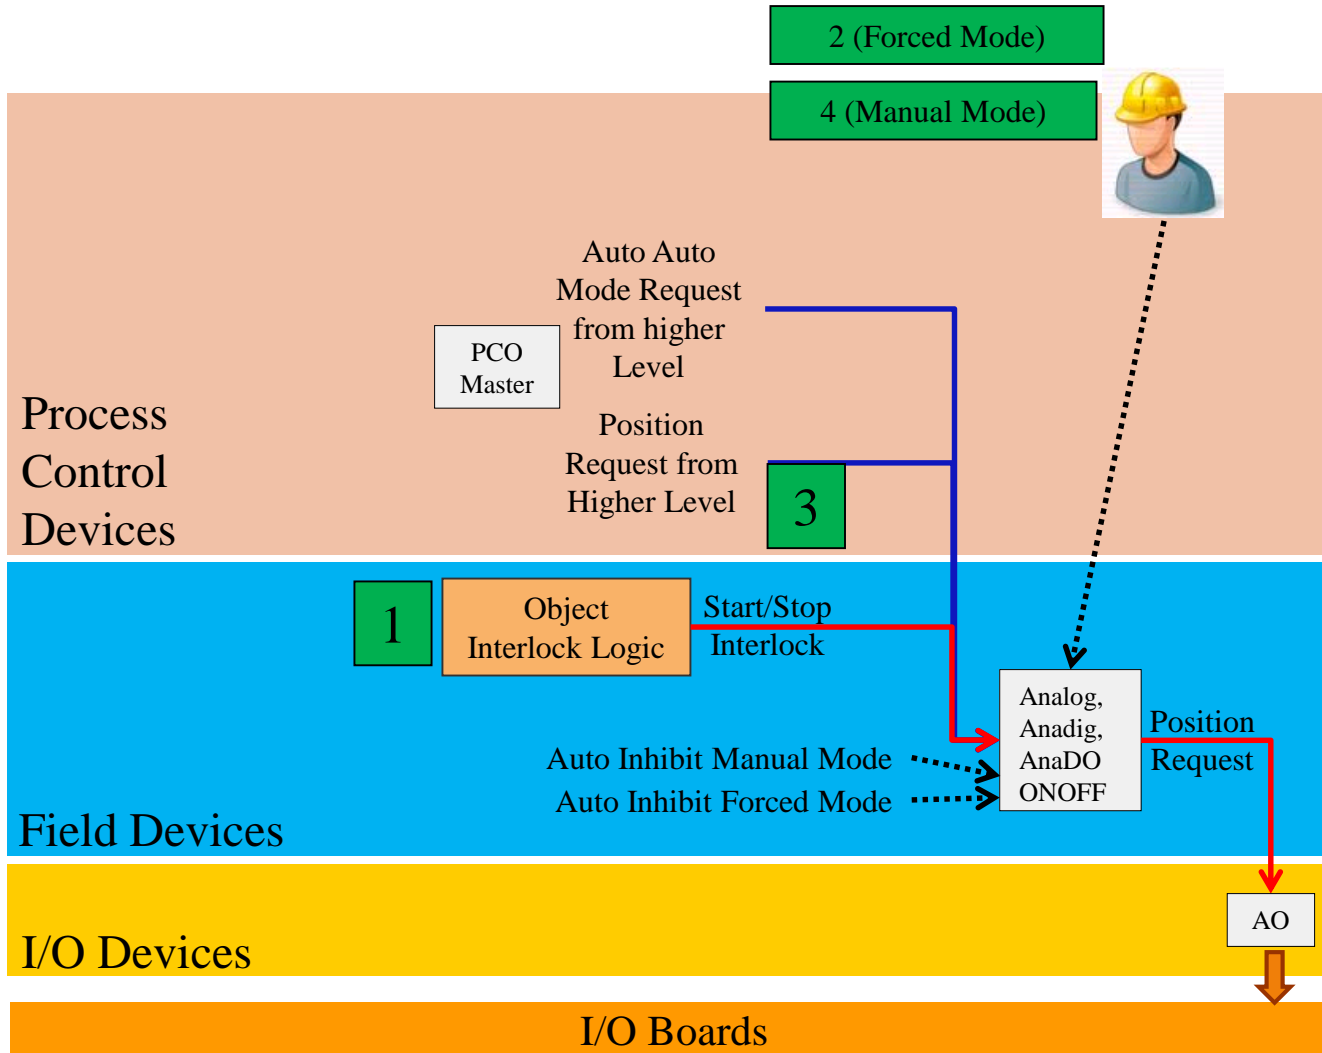 2 (Forced Mode)
4 (Manual Mode)
Auto Auto
Mode Request
from higher
Level
PCO
Master
Position
Request from
Higher Level
3
Process
Control
Devices
1
Object
Interlock Logic
Start/Stop
Interlock
Analog,
Anadig,
AnaDO
ONOFF
Position
Request
Auto Inhibit Manual Mode
Auto Inhibit Forced Mode
Field Devices
AO
I/O Devices
I/O Boards